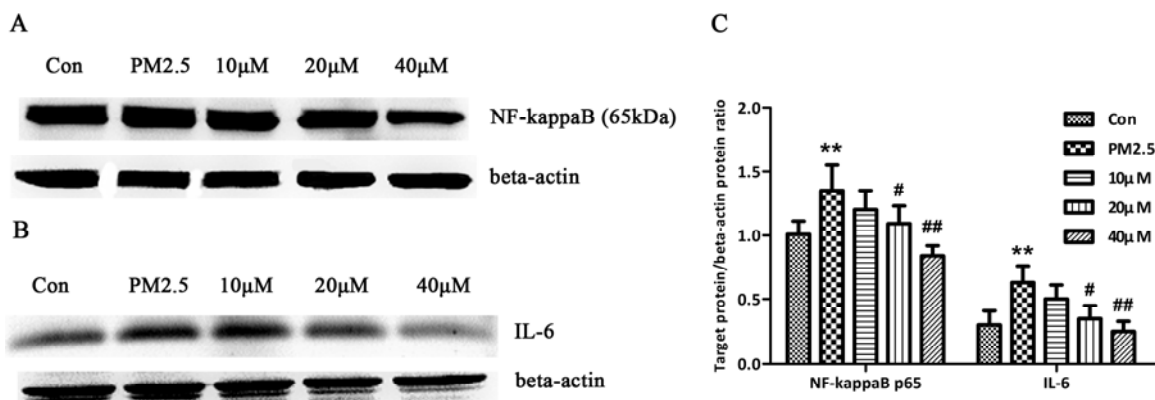 A
Con PM2.5 10μM 20μM 40μM
NF-kappaB (65kDa)
beta-actin
B
Con PM2.5 10μM 20μM 40μM
IL-6
beta-actin
C
Target protein/beta-actin protein ratio
2.0
1.5
1.0
0.5
0.0
**
#
##
**
#
##
NF-kappaB p65 IL-6
Con
PM2.5
10μM
20μM
40μM